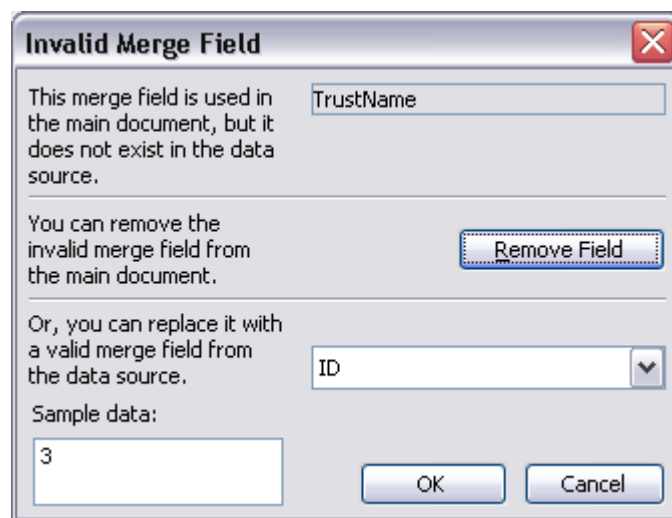 Invalid Merge Field
This merge field is used in
the main document, but it
does not exist in the data
source.
TrustName
You can remove the
invalid merge field from
the main document.
Remove Field
Or, you can replace it with
a valid merge field from
the data source.
ID
Sample data:
3
OK
Cancel